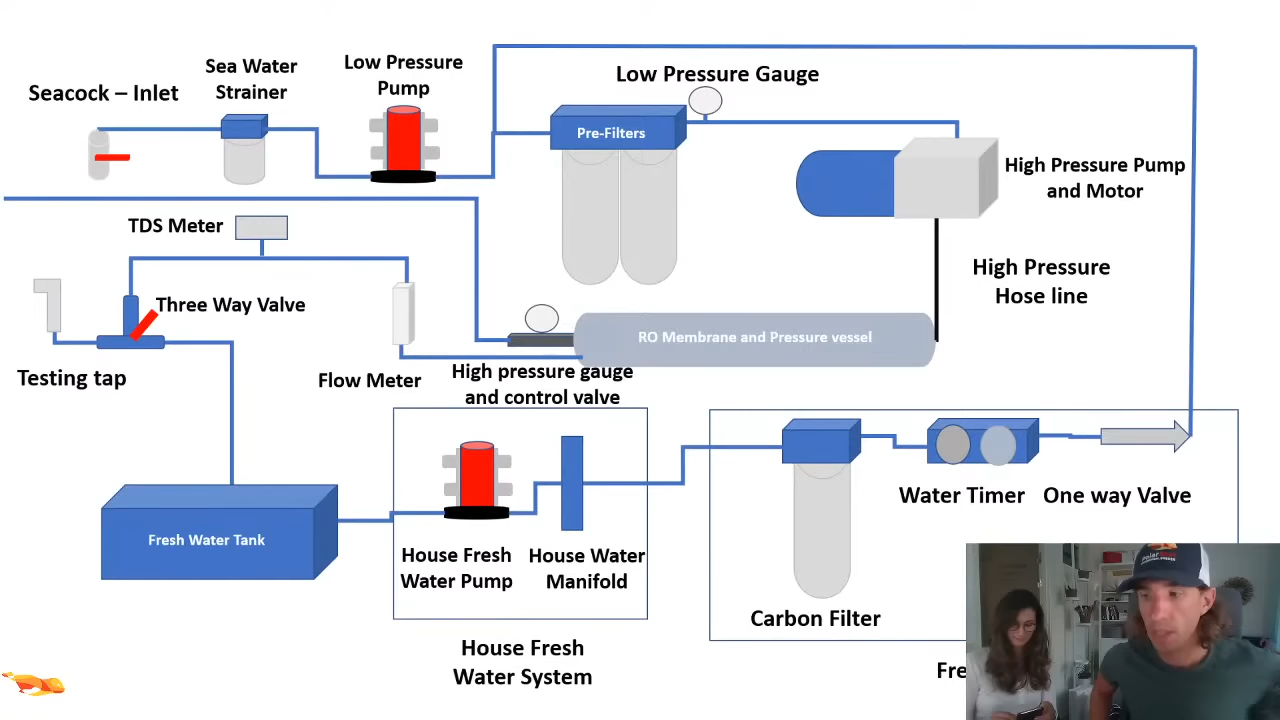 Seacock – Inlet
Sea Water
Strainer
Low Pressure
Pump
Low Pressure Gauge
Pre-Filters
High Pressure Pump
and Motor
TDS Meter
Three Way Valve
High Pressure
Hose line
RO Membrane and Pressure vessel
Testing tap
Flow Meter
High pressure gauge
and control valve
Water Timer
One way Valve
Fresh Water Tank
House Fresh
Water Pump
House Water
Manifold
Carbon Filter
House Fresh
Water System